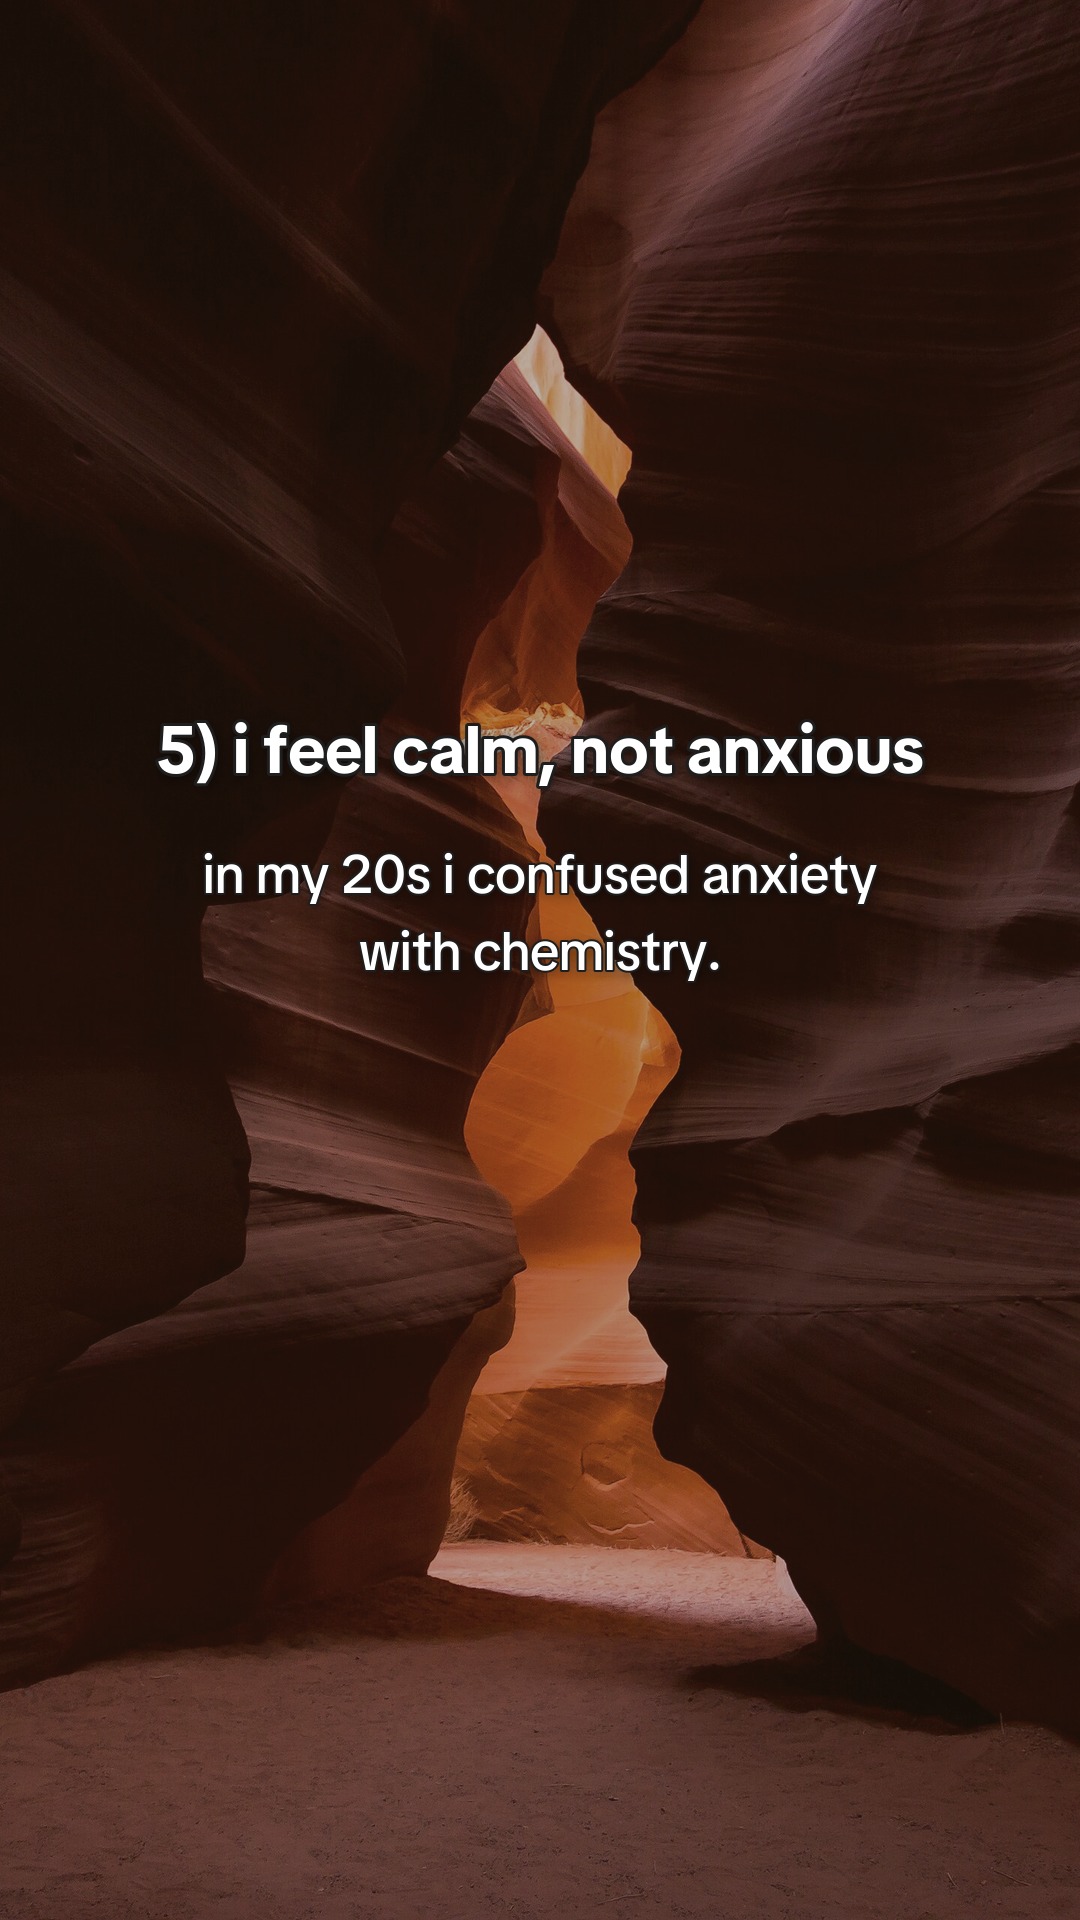 5) i feel calm, not anxious
in my 20s i confused anxiety
with chemistry.